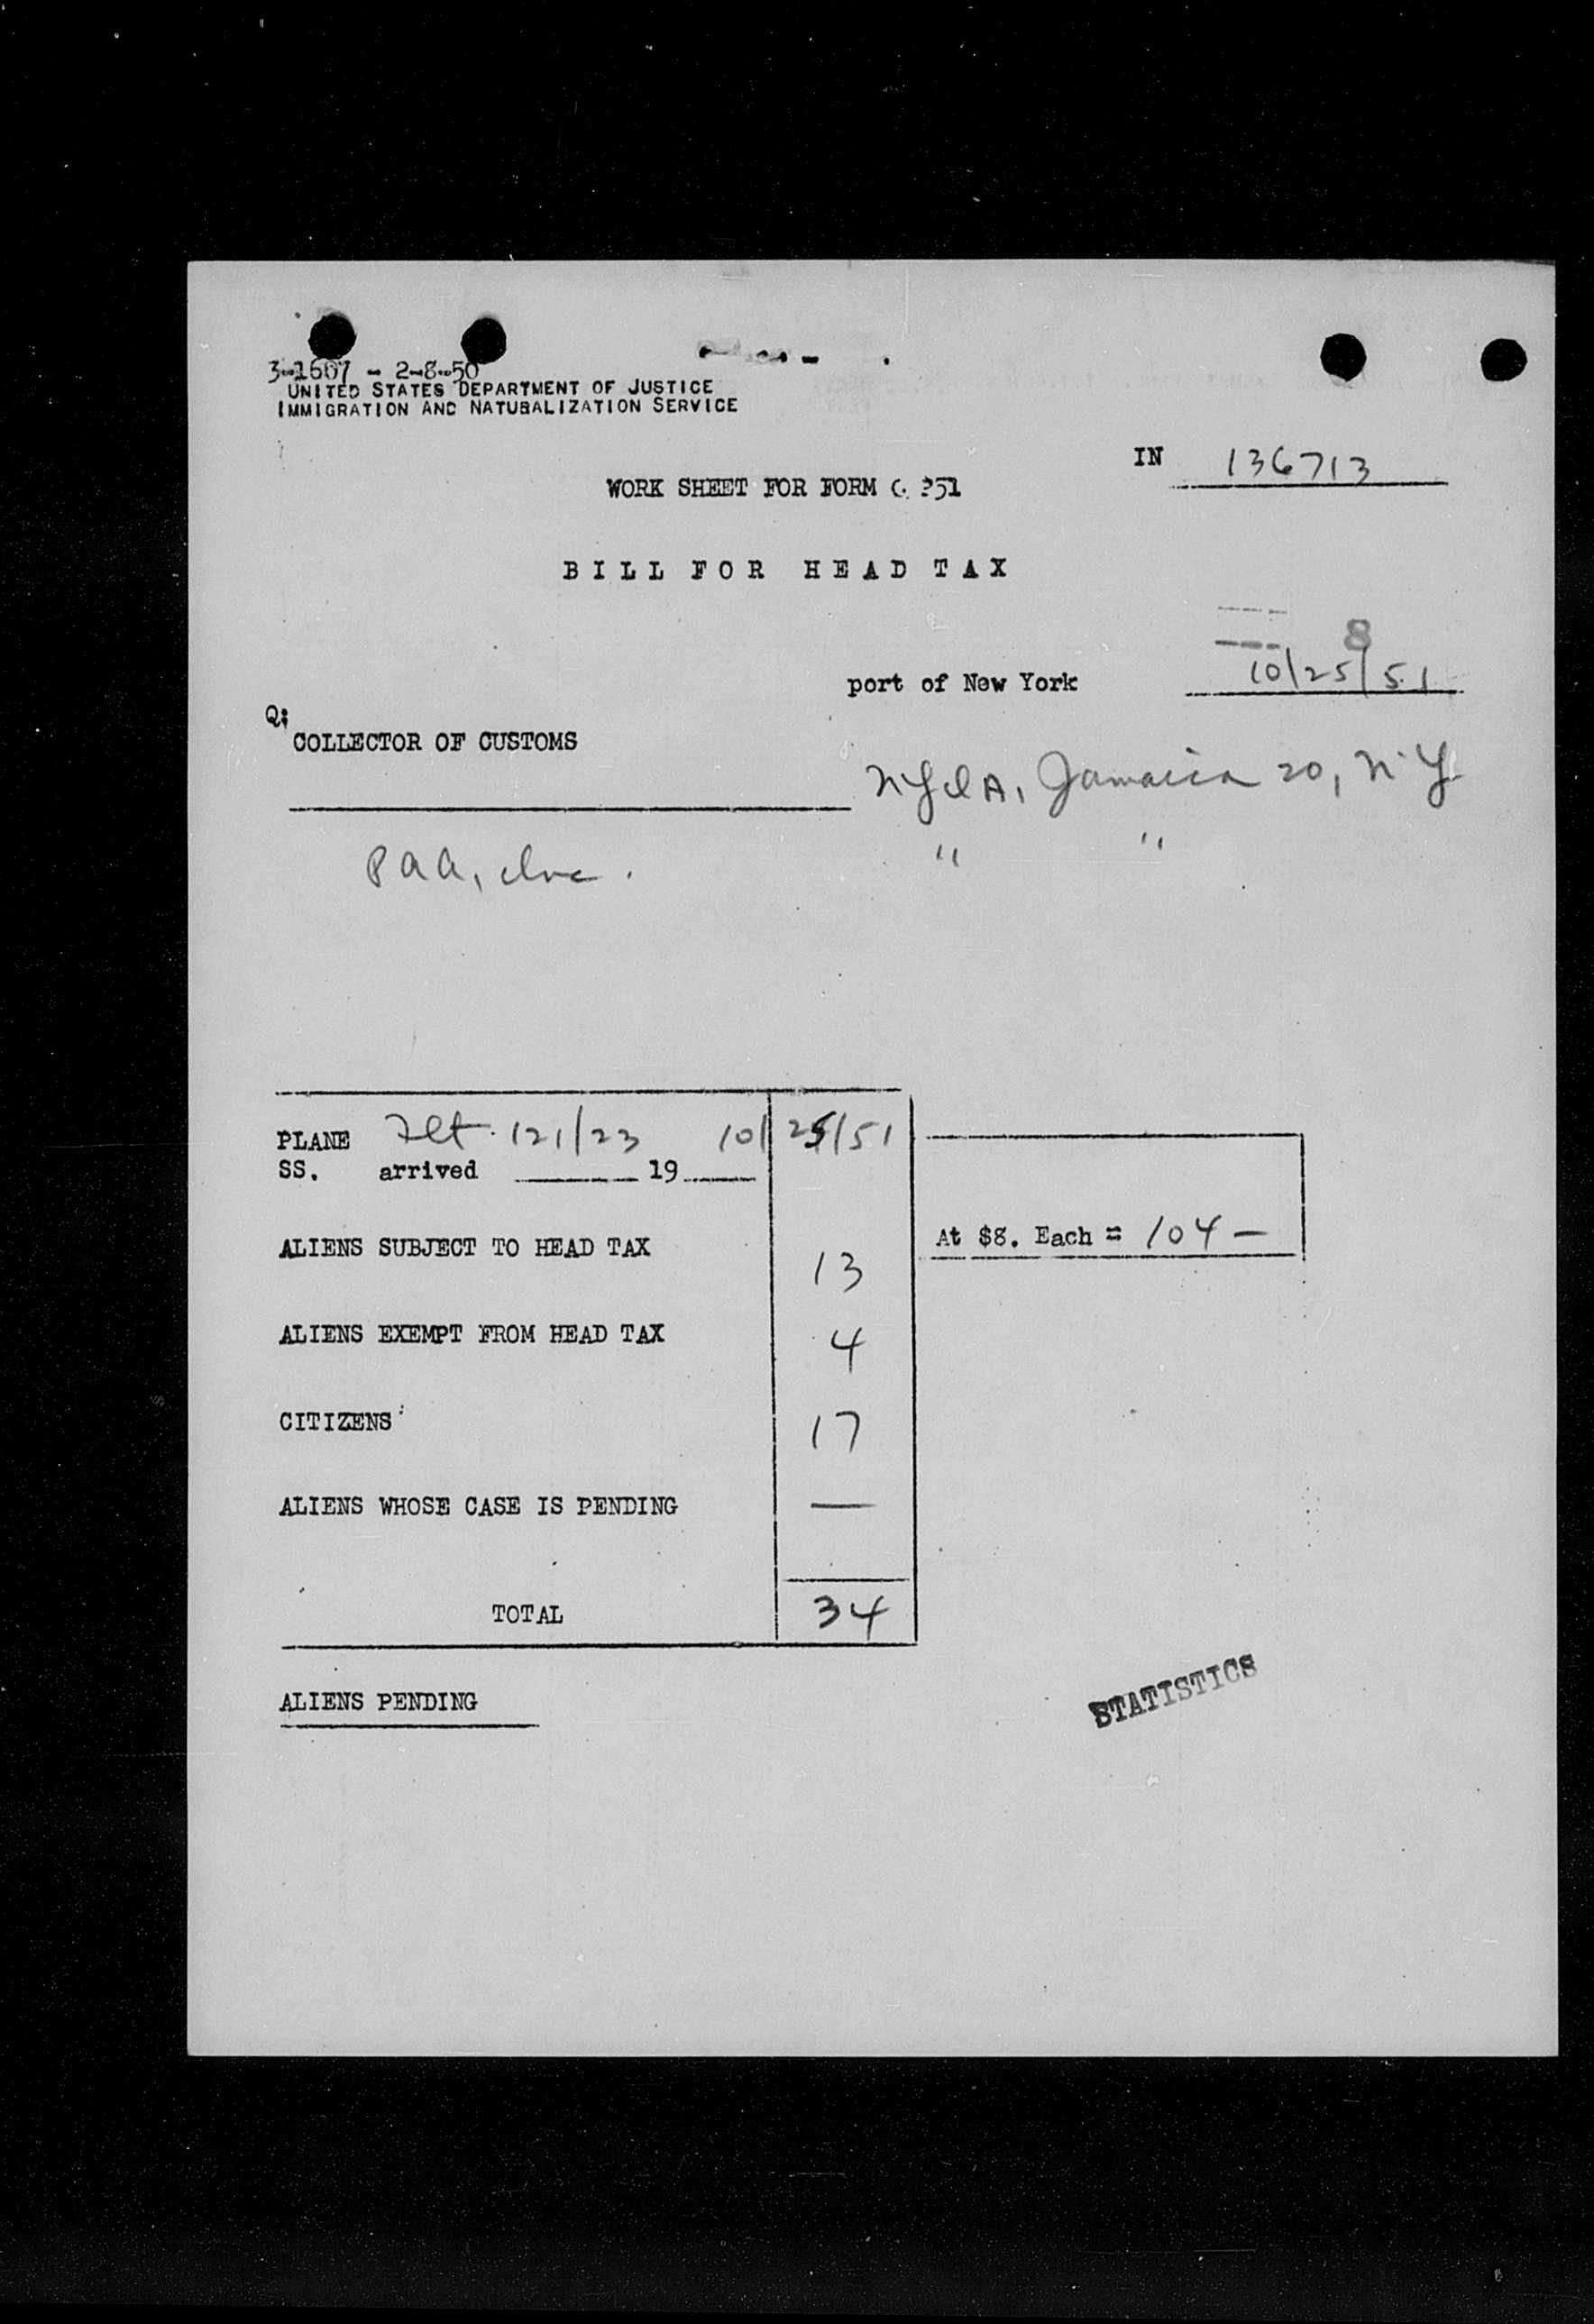 3-1607 - 2-8-50
UNITED STATES DEPARTMENT OF JUSTICE
IMMIGRATION AND NATURALIZATION SERVICE
IN 136713
WORK SHEET FOR FORM 351
BILL FOR HEAD TAX
8
port of New York 10/25/51
Q:
COLLECTOR OF CUSTOMS
NYIA, Jamaica 20, NY
PAA, Inc. " "
PLANE Flt. 121/23 10/25/51
SS. arrived 19
ALIENS SUBJECT TO HEAD TAX 13 At $8. Each = 104 —
ALIENS EXEMPT FROM HEAD TAX 4
CITIZENS 17
ALIENS WHOSE CASE IS PENDING —
TOTAL 34
ALIENS PENDING
STATISTICS